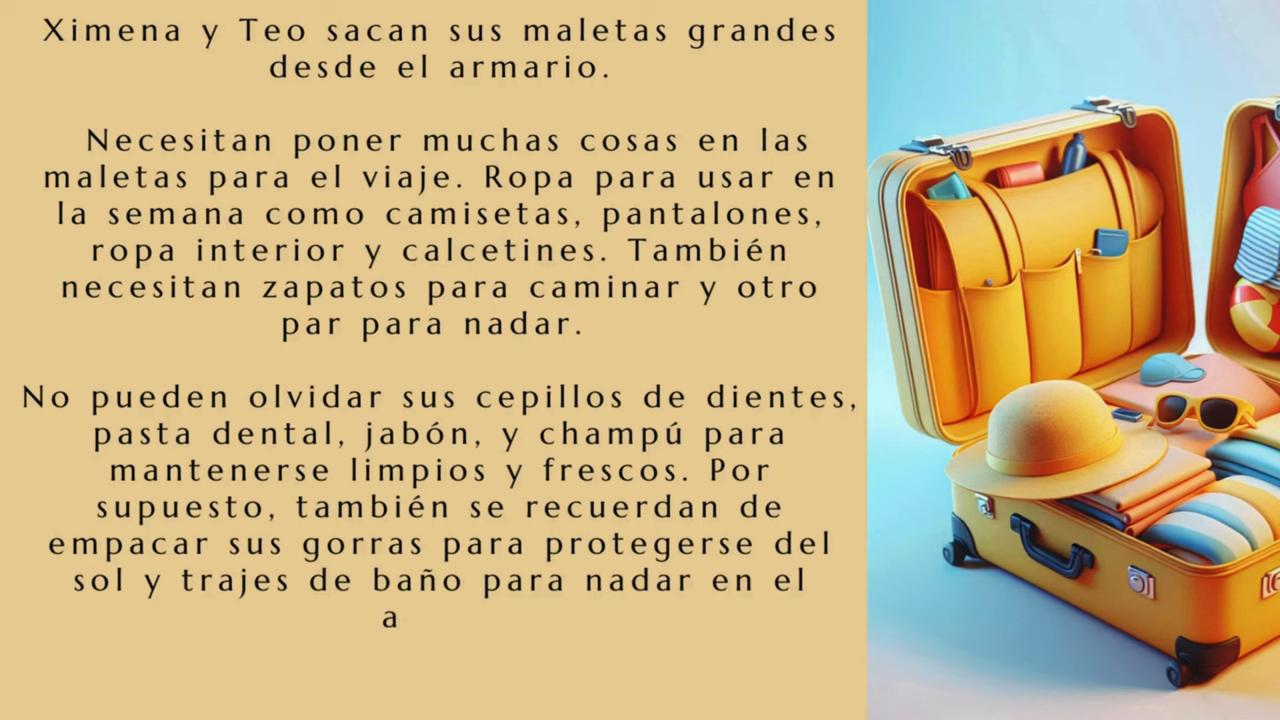 Ximena y Teo sacan sus maletas grandes
desde el armario.
Necesitan poner muchas cosas en las
maletas para el viaje. Ropa para usar en
la semana como camisetas, pantalones,
ropa interior y calcetines. También
necesitan zapatos para caminar y otro
par para nadar.
No pueden olvidar sus cepillos de dientes,
pasta dental, jabón, y champú para
mantenerse limpios y frescos. Por
supuesto, también se recuerdan de
empacar sus gorras para protegerse del
sol y trajes de baño para nadar en el
a